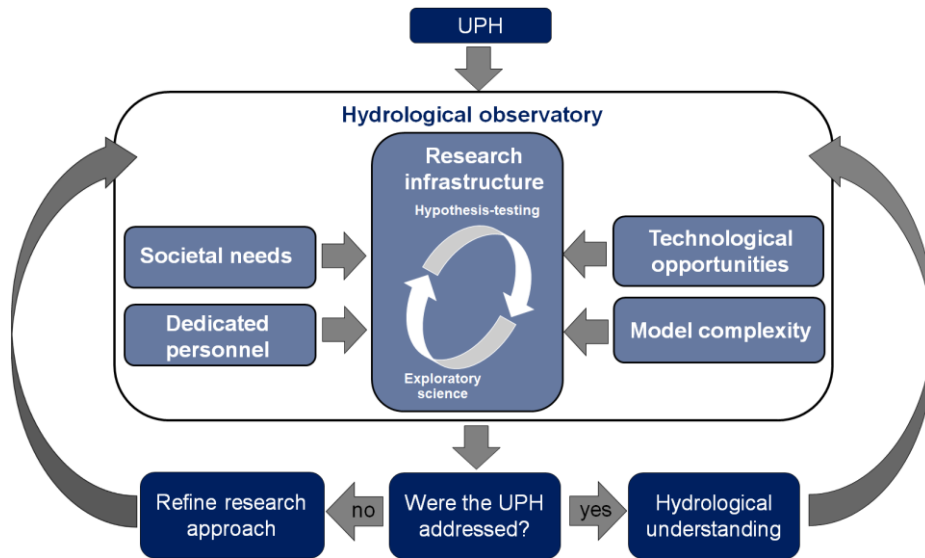 UPH
Hydrological observatory
Research
infrastructure
Hypothesis-testing
Societal needs
Technological
opportunities
Dedicated
personnel
Model complexity
Exploratory
science
Refine research
approach
no
Were the UPH
addressed?
yes
Hydrological
understanding